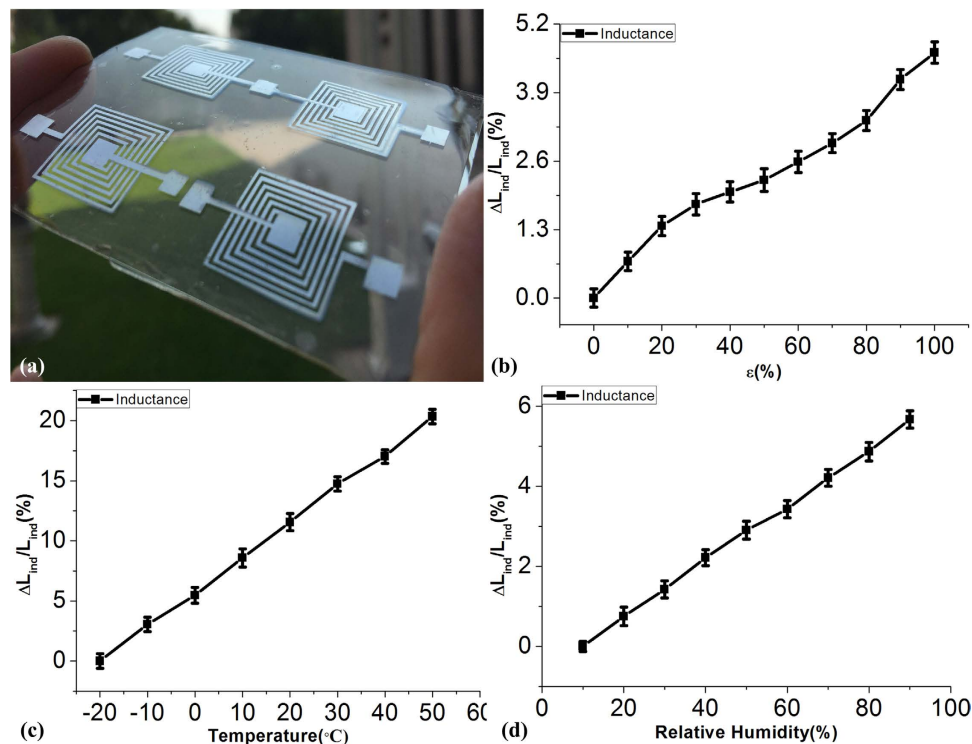 (a)
Inductance
5.2
3.9
2.6
1.3
0.0
ΔL_ind/L_ind(%)
0 20 40 60 80 100
ε(%)
(b)
Inductance
20
15
10
5
0
ΔL_ind/L_ind(%)
-20 -10 0 10 20 30 40 50 60
Temperature(°C)
(c)
Inductance
6
4
2
0
ΔL_ind/L_ind(%)
0 20 40 60 80 100
Relative Humidity(%)
(d)